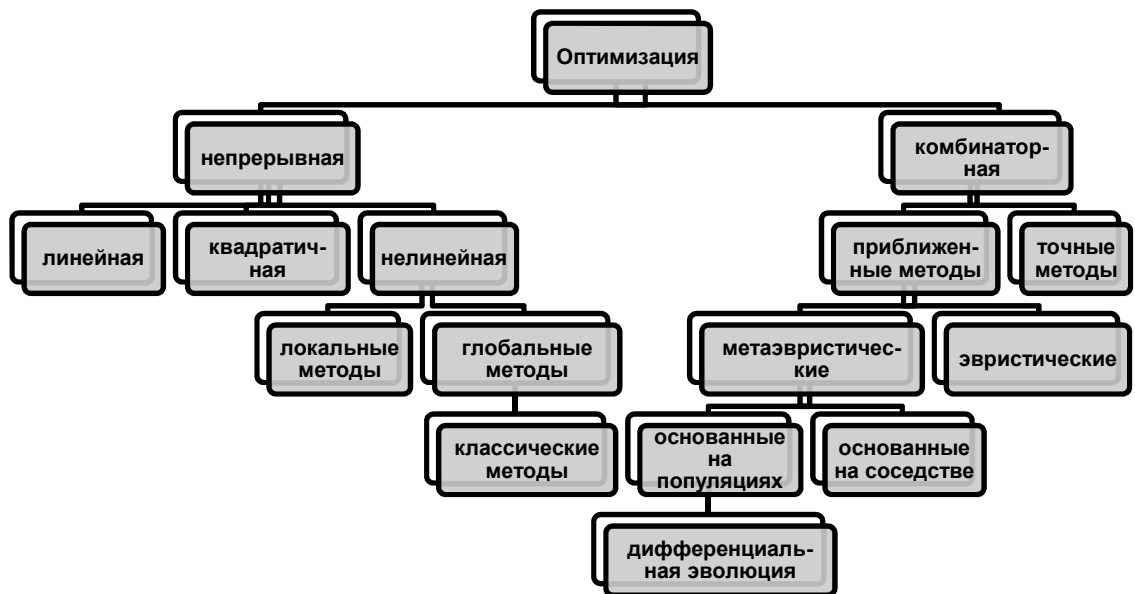 Оптимизация
непрерывная
комбинатор-
ная
линейная
квадратич-
ная
нелинейная
приближен-
ные методы
точные
методы
локальные
методы
глобальные
методы
метаэвристичес-
кие
эвристические
классические
методы
основанные
на
популяциях
основанные
на соседстве
дифференциаль-
ная эволюция